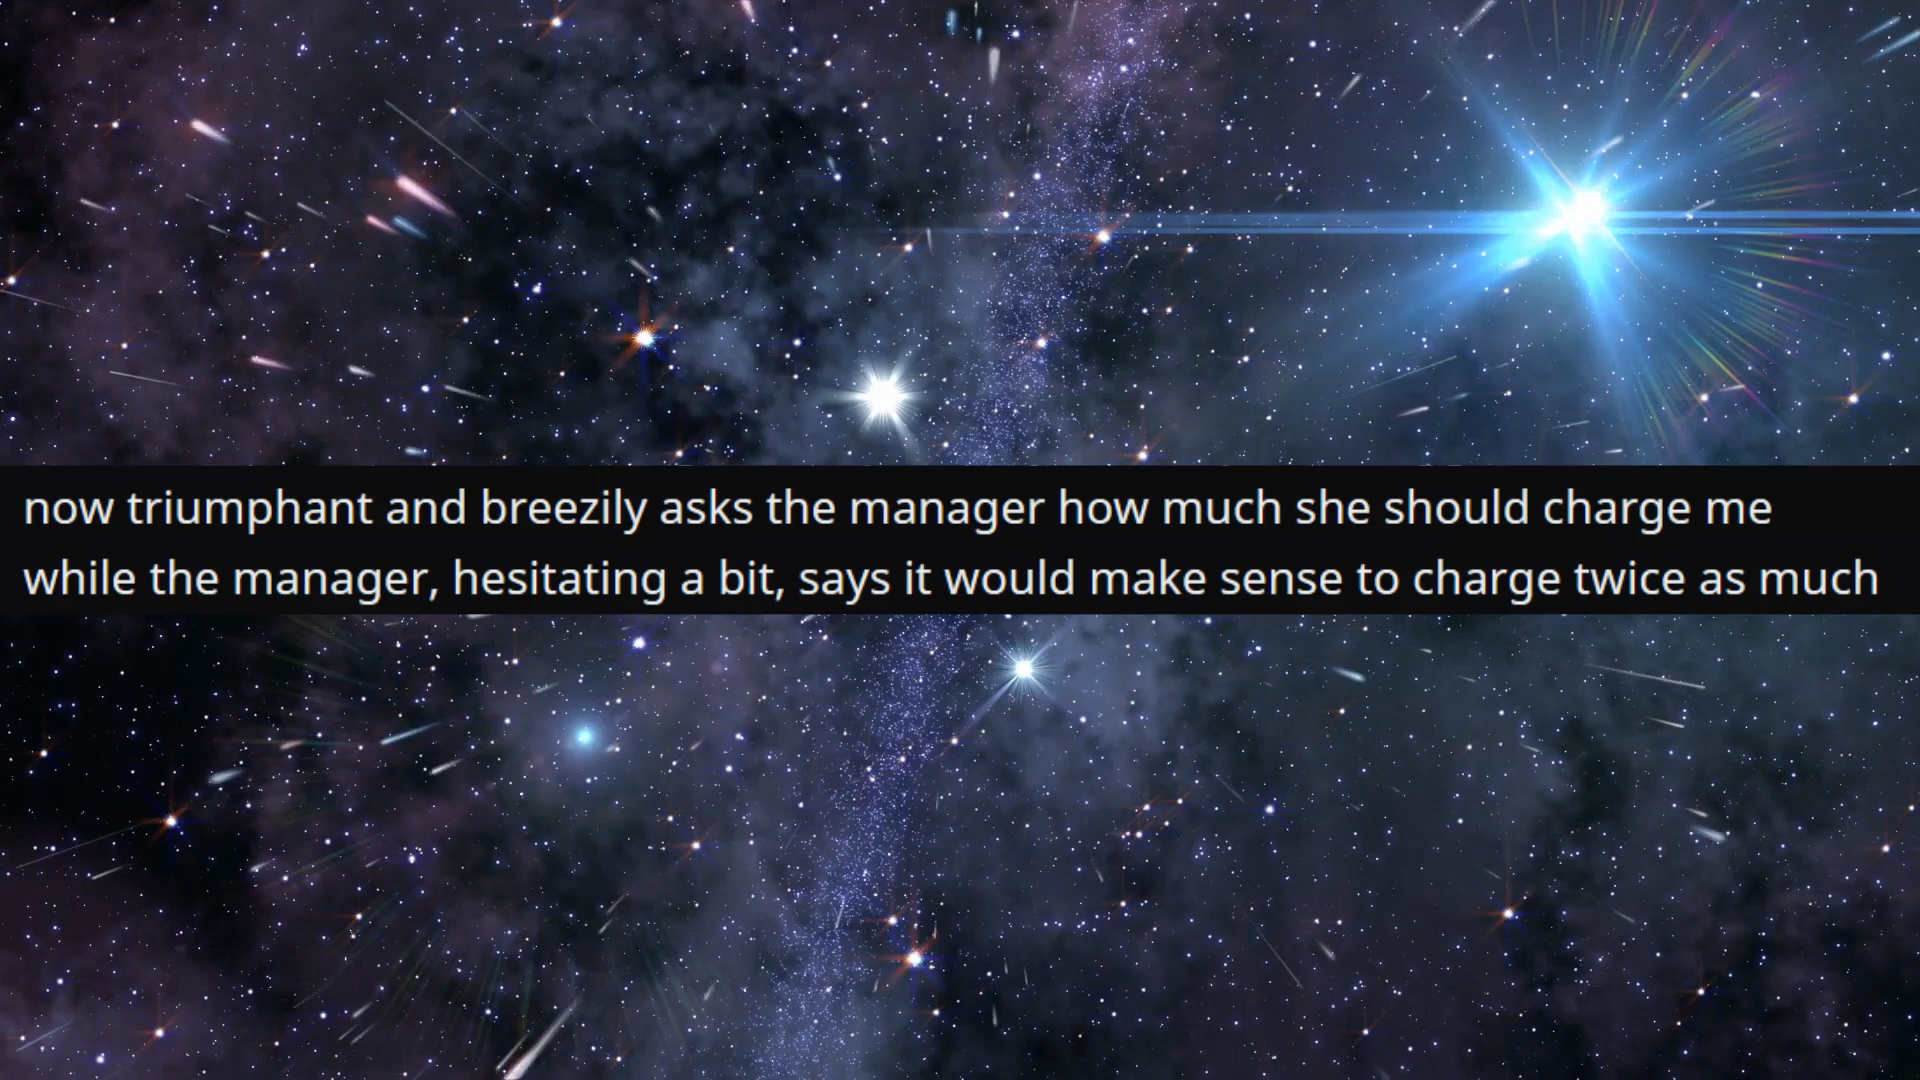 now triumphant and breezily asks the manager how much she should charge me
while the manager, hesitating a bit, says it would make sense to charge twice as much